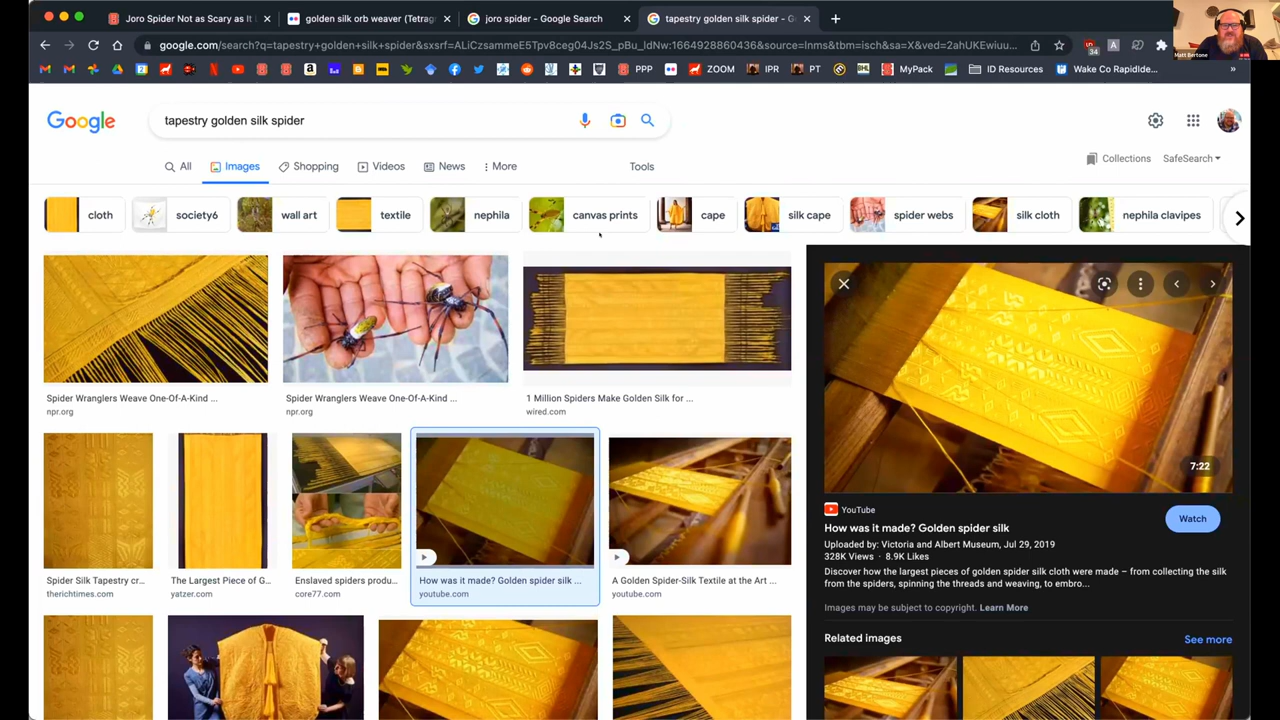 Joro Spider Not as Scary as It L
golden silk orb weaver (Tetragr
joro spider - Google Search
tapestry golden silk spider - G
google.com/search?q=tapestry+golden+silk+spider&sxsrf=ALiCzsammeE5Tpv8ceg04Js2S_pBu_ldNw:1664928860436&source=lnms&tbm=isch&sa=X&ved=2ahUKEwiuu...
34
Matt Bertone
PPP
ZOOM
IPR
PT
MyPack
ID Resources
Wake Co RapidIde...
Google
tapestry golden silk spider
All
Images
Shopping
Videos
News
More
Tools
Collections
SafeSearch
cloth
society6
wall art
textile
nephila
canvas prints
cape
silk cape
spider webs
silk cloth
nephila clavipes
Spider Wranglers Weave One-Of-A-Kind ...
npr.org
Spider Wranglers Weave One-Of-A-Kind ...
npr.org
1 Million Spiders Make Golden Silk for ...
wired.com
Spider Silk Tapestry cr...
therichtimes.com
The Largest Piece of G...
yatzer.com
Enslaved spiders produ...
core77.com
How was it made? Golden spider silk ...
youtube.com
A Golden Spider-Silk Textile at the Art ...
youtube.com
7:22
YouTube
How was it made? Golden spider silk
Watch
Uploaded by: Victoria and Albert Museum, Jul 29, 2019
328K Views · 8.9K Likes
Discover how the largest pieces of golden spider silk cloth were made – from collecting the silk
from the spiders, spinning the threads and weaving, to embro...
Images may be subject to copyright. Learn More
Related images
See more